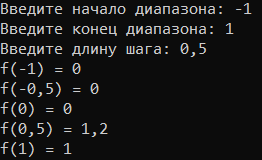 Введите начало диапазона: -1
Введите конец диапазона: 1
Введите длину шага: 0,5
f(-1) = 0
f(-0,5) = 0
f(0) = 0
f(0,5) = 1,2
f(1) = 1